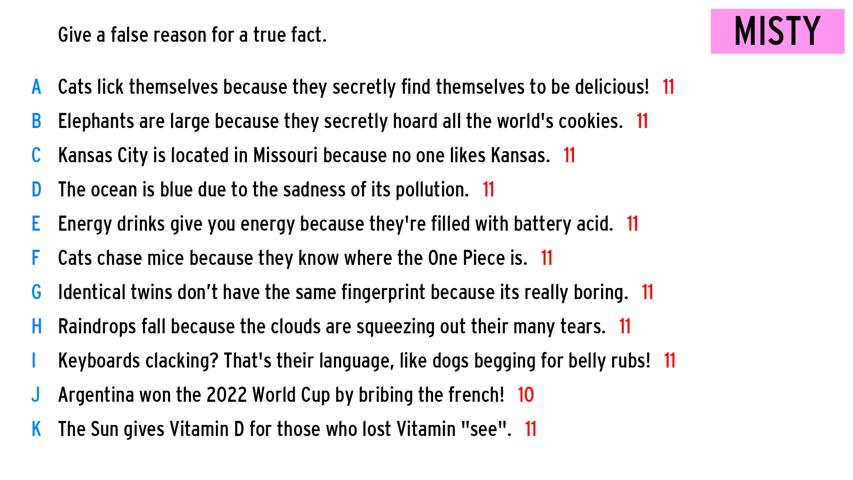 Give a false reason for a true fact.
MISTY
A Cats lick themselves because they secretly find themselves to be delicious! 11
B Elephants are large because they secretly hoard all the world's cookies. 11
C Kansas City is located in Missouri because no one likes Kansas. 11
D The ocean is blue due to the sadness of its pollution. 11
E Energy drinks give you energy because they're filled with battery acid. 11
F Cats chase mice because they know where the One Piece is. 11
G Identical twins don’t have the same fingerprint because its really boring. 11
H Raindrops fall because the clouds are squeezing out their many tears. 11
I Keyboards clacking? That's their language, like dogs begging for belly rubs! 11
J Argentina won the 2022 World Cup by bribing the french! 10
K The Sun gives Vitamin D for those who lost Vitamin "see". 11